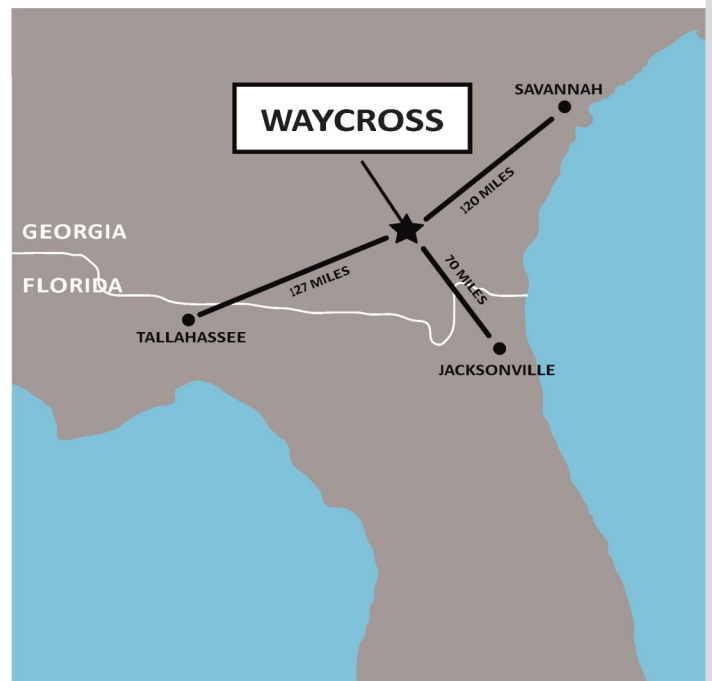 SAVANNAH
WAYCROSS
120 MILES
GEORGIA
70 MILES
127 MILES
FLORIDA
TALLAHASSEE
JACKSONVILLE